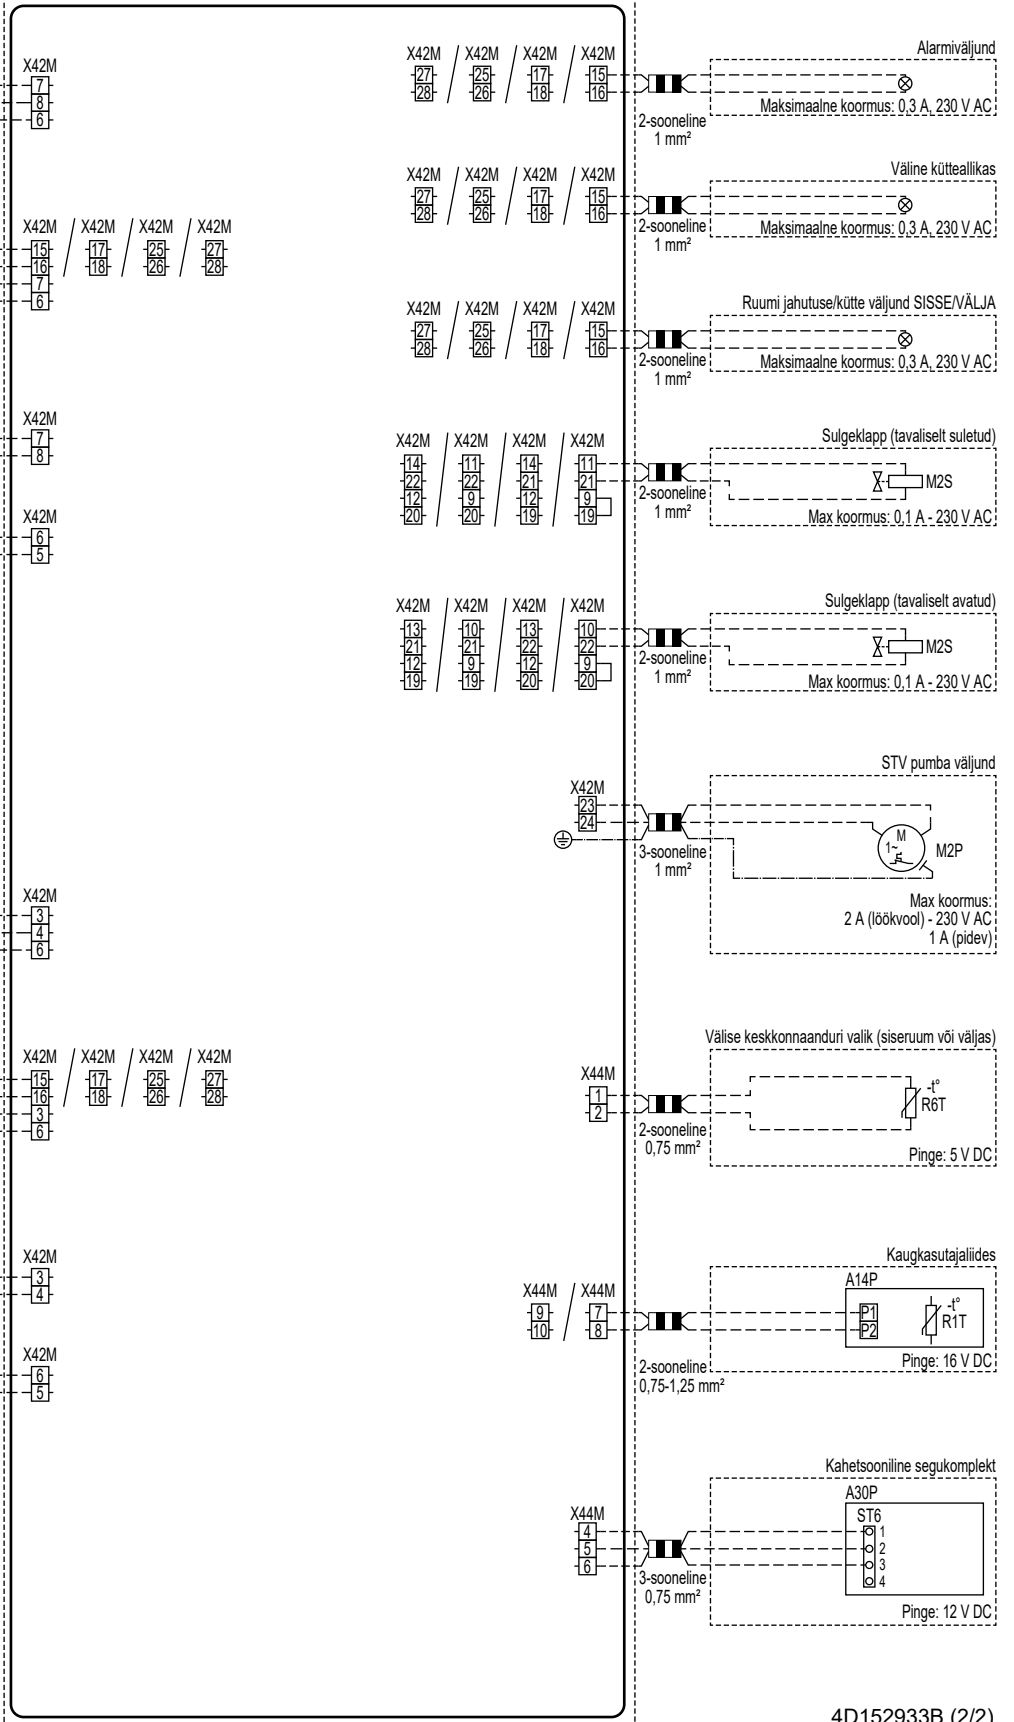 X42M
7
8
6
X42M X42M X42M X42M
15 17 25 27
16 18 26 28
7
6
X42M
7
8
X42M
6
5
X42M
3
4
6
X42M X42M X42M X42M
15 17 25 27
16 18 26 28
3
6
X42M
3
4
X42M
6
5
X42M X42M X42M X42M
27 25 17 15
28 26 18 16
2-sooneline
1 mm²
Alarmiväljund
Maksimaalne koormus: 0,3 A, 230 V AC
X42M X42M X42M X42M
27 25 17 15
28 26 18 16
2-sooneline
1 mm²
Väline kütteallikas
Maksimaalne koormus: 0,3 A, 230 V AC
X42M X42M X42M X42M
27 25 17 15
28 26 18 16
2-sooneline
1 mm²
Ruumi jahutuse/kütte väljund SISSE/VÄLJA
Maksimaalne koormus: 0,3 A, 230 V AC
X42M X42M X42M X42M
14 11 14 11
22 22 21 21
12 9 12 9
20 20 19 19
2-sooneline
1 mm²
Sulgeklapp (tavaliselt suletud)
M2S
Max koormus: 0,1 A - 230 V AC
X42M X42M X42M X42M
13 10 13 10
21 21 22 22
12 9 12 9
19 19 20 20
2-sooneline
1 mm²
Sulgeklapp (tavaliselt avatud)
M2S
Max koormus: 0,1 A - 230 V AC
X42M
23
24
3-sooneline
1 mm²
STV pumba väljund
M
1~
M2P
Max koormus:
2 A (löökvool) - 230 V AC
1 A (pidev)
X44M
1
2
2-sooneline
0,75 mm²
Välise keskkonnaanduri valik (siseruum või väljas)
-t°
R6T
Pinge: 5 V DC
X44M X44M
9 7
10 8
2-sooneline
0,75-1,25 mm²
Kaugkasutajaliides
A14P
P1
P2
-t°
R1T
Pinge: 16 V DC
X44M
4
5
6
3-sooneline
0,75 mm²
Kahetsooniline segukomplekt
A30P
ST6
1
2
3
4
Pinge: 12 V DC
4D152933B (2/2)